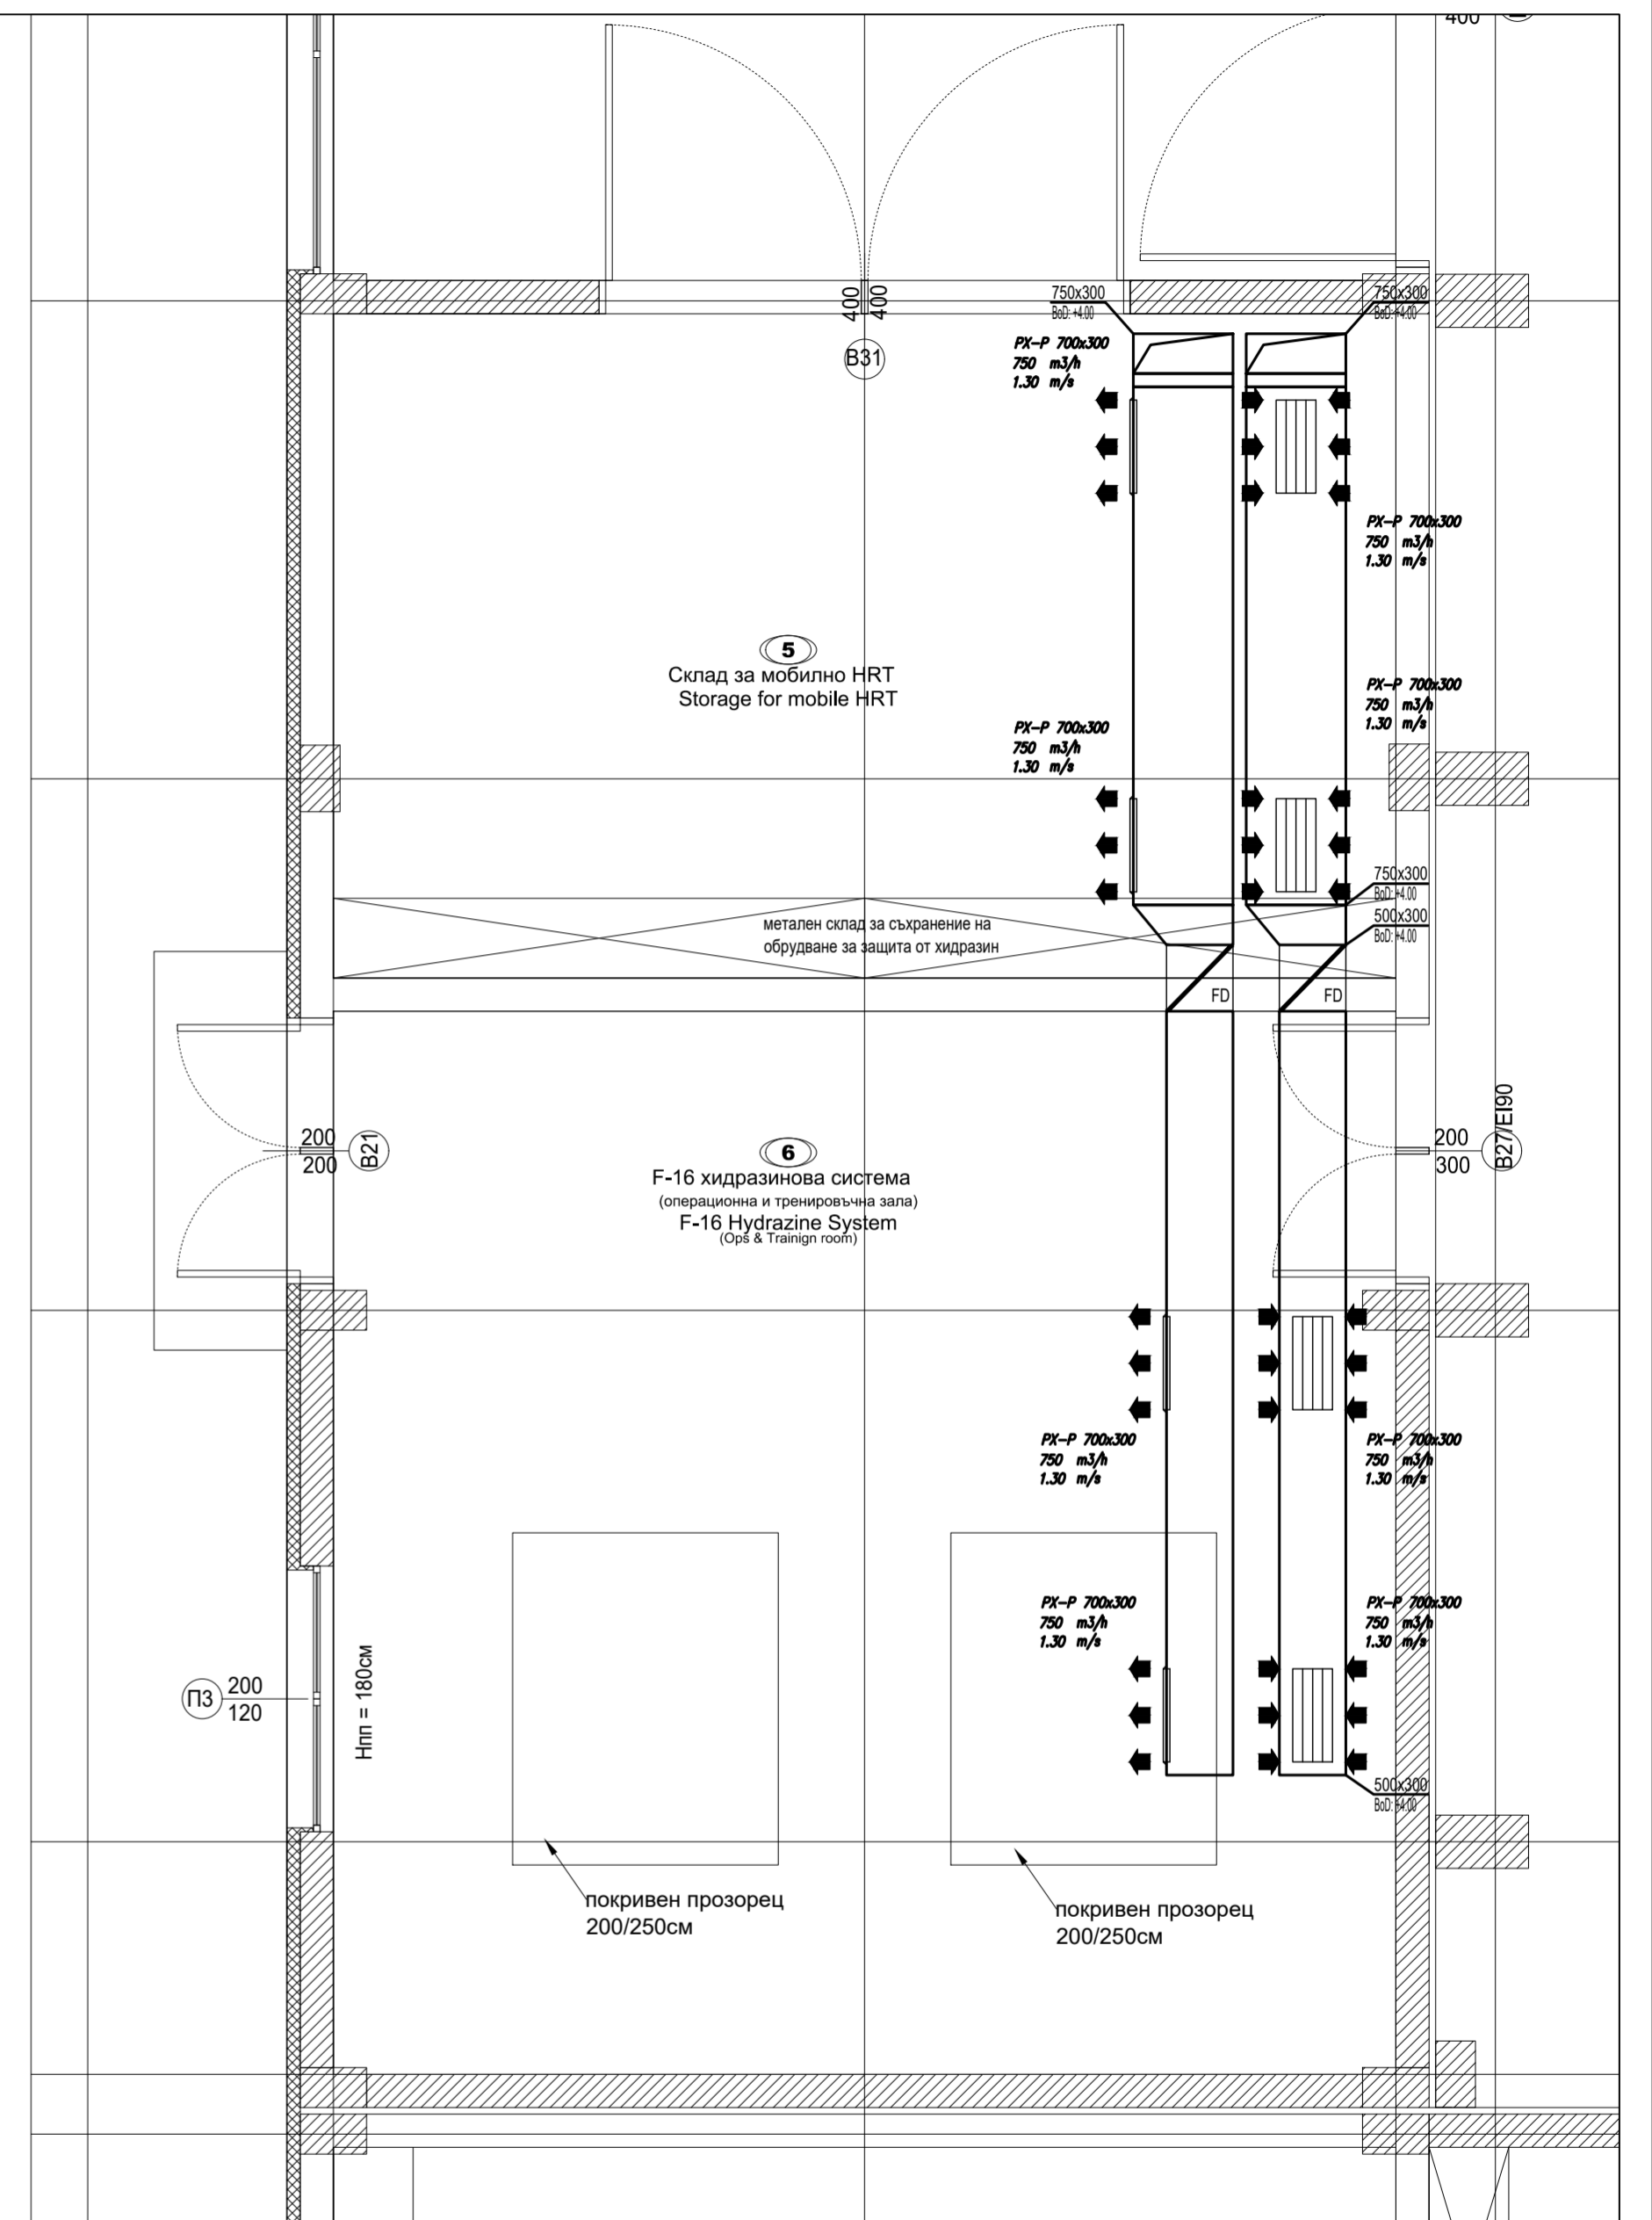 400
400
400
B31
750x300
BoD: +4.00
750x300
BoD: +4.00
PX-P 700x300
750 m3/h
1.30 m/s
PX-P 700x300
750 m3/h
1.30 m/s
5
Склад за мобилно HRT
Storage for mobile HRT
PX-P 700x300
750 m3/h
1.30 m/s
PX-P 700x300
750 m3/h
1.30 m/s
750x300
BoD: +4.00
500x300
BoD: +4.00
метален склад за съхранение на
обрудване за защита от хидразин
FD
FD
200
200
B21
6
F-16 хидразинова система
(операционна и тренировъчна зала)
F-16 Hydrazine System
(Ops & Trainign room)
200
300
B27/EI90
PX-P 700x300
750 m3/h
1.30 m/s
PX-P 700x300
750 m3/h
1.30 m/s
PX-P 700x300
750 m3/h
1.30 m/s
PX-P 700x300
750 m3/h
1.30 m/s
П3
200
120
Hпп = 180см
500x300
BoD: +4.00
покривен прозорец
200/250см
покривен прозорец
200/250см